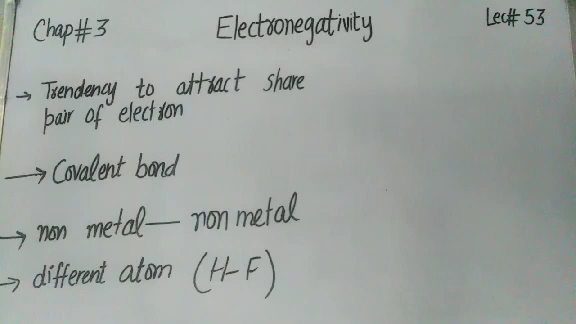 Chap#3 Electronegativity Lec# 53
→ Trendency to attract share
pair of electron
→ Covalent bond
→ non metal — non metal
→ different atom (H-F)